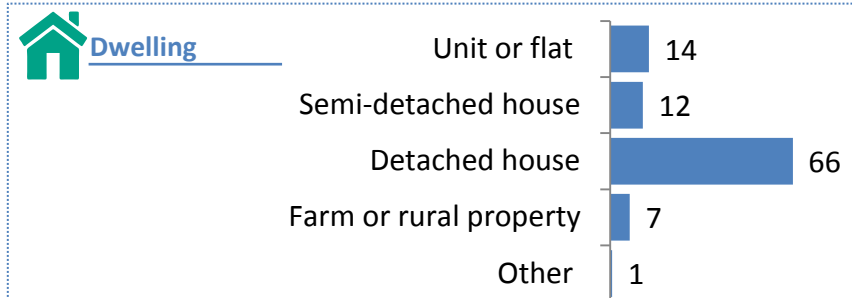 Dwelling
Unit or flat 14
Semi-detached house 12
Detached house 66
Farm or rural property 7
Other 1